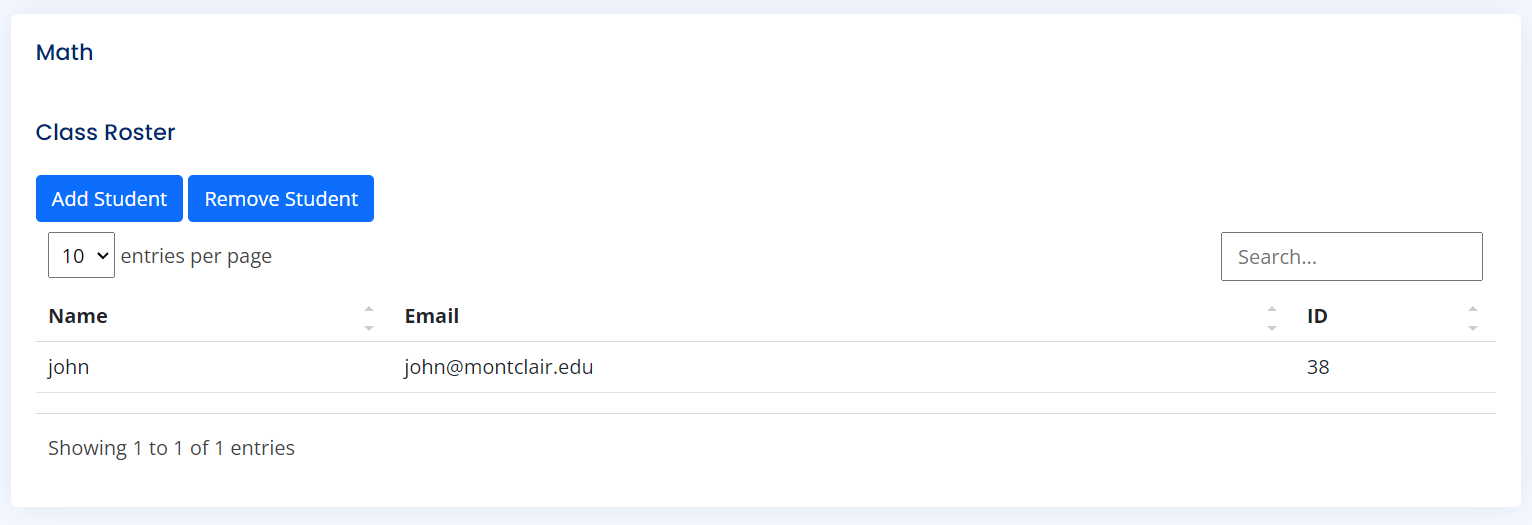 Math
Class Roster
Add Student Remove Student
10 entries per page Search...
Name Email ID
john john@montclair.edu 38
Showing 1 to 1 of 1 entries